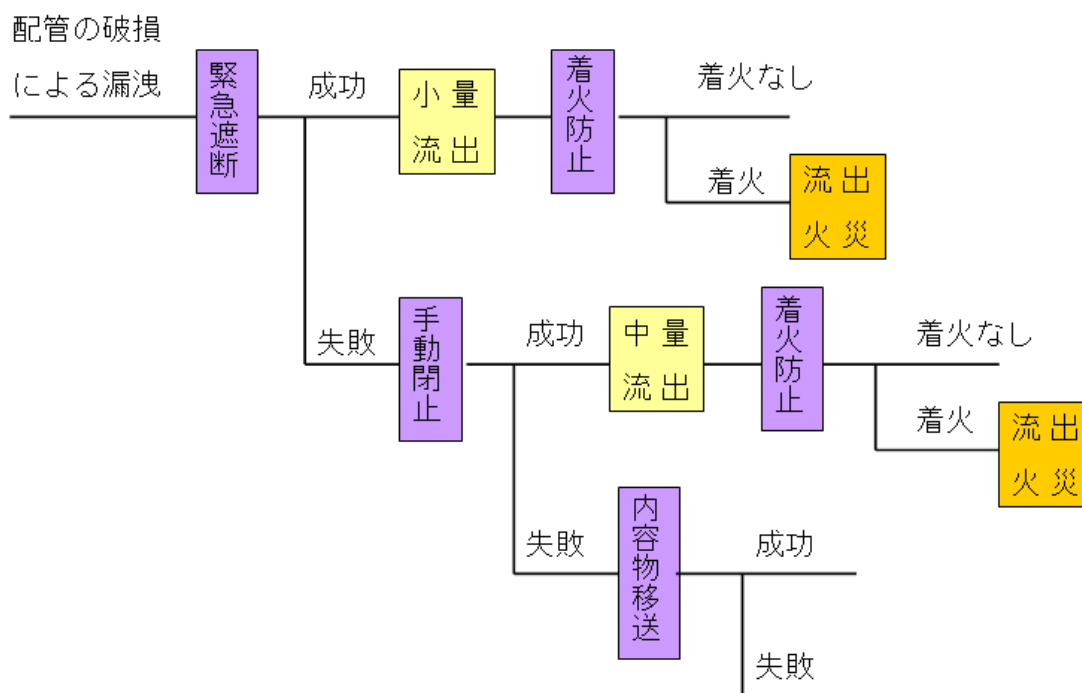 配管の破損
による漏洩
緊急遮断
成功
小量
流出
着火防止
着火なし
着火
流出
火災
失敗
手動閉止
成功
中量
流出
着火防止
着火なし
着火
流出
火災
失敗
内容物移送
成功
失敗